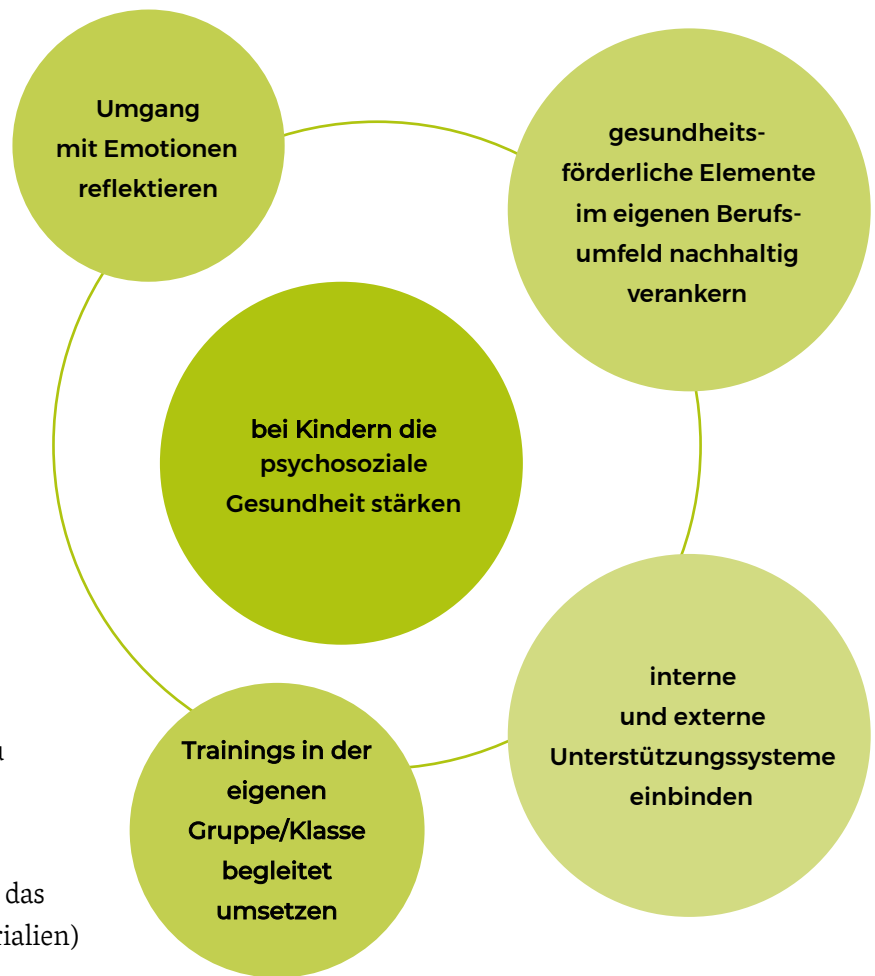 Umgang
mit Emotionen
reflektieren
gesundheits-
förderliche Elemente
im eigenen Berufs-
umfeld nachhaltig
verankern
bei Kindern die
psychosoziale
Gesundheit stärken
interne
und externe
Unterstützungssysteme
einbinden
Trainings in der
eigenen
Gruppe/Klasse
begleitet
umsetzen
das
rialien)